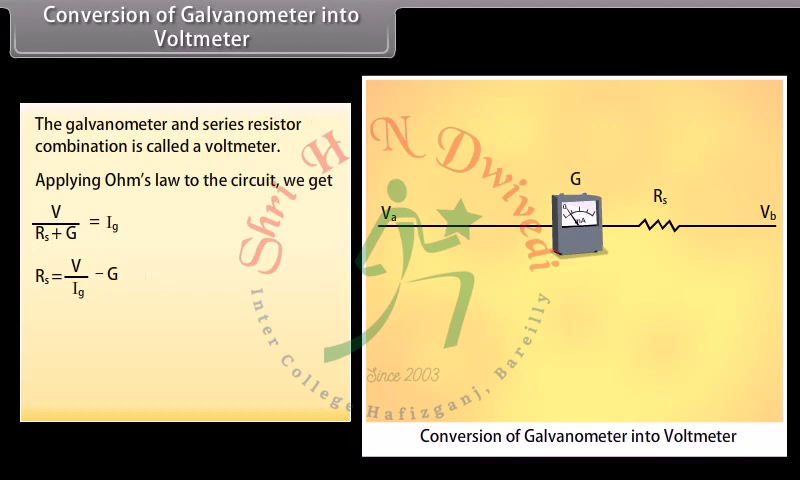 Conversion of Galvanometer into
Voltmeter
The galvanometer and series resistor
combination is called a voltmeter.
Applying Ohm's law to the circuit, we get
V
Rs + G
= Ig
Rs = V/Ig − G
G
Rs
Va
Vb
mA
Shri H N Dwivedi
Inter College Hafizganj, Bareilly
Since 2003
Conversion of Galvanometer into Voltmeter